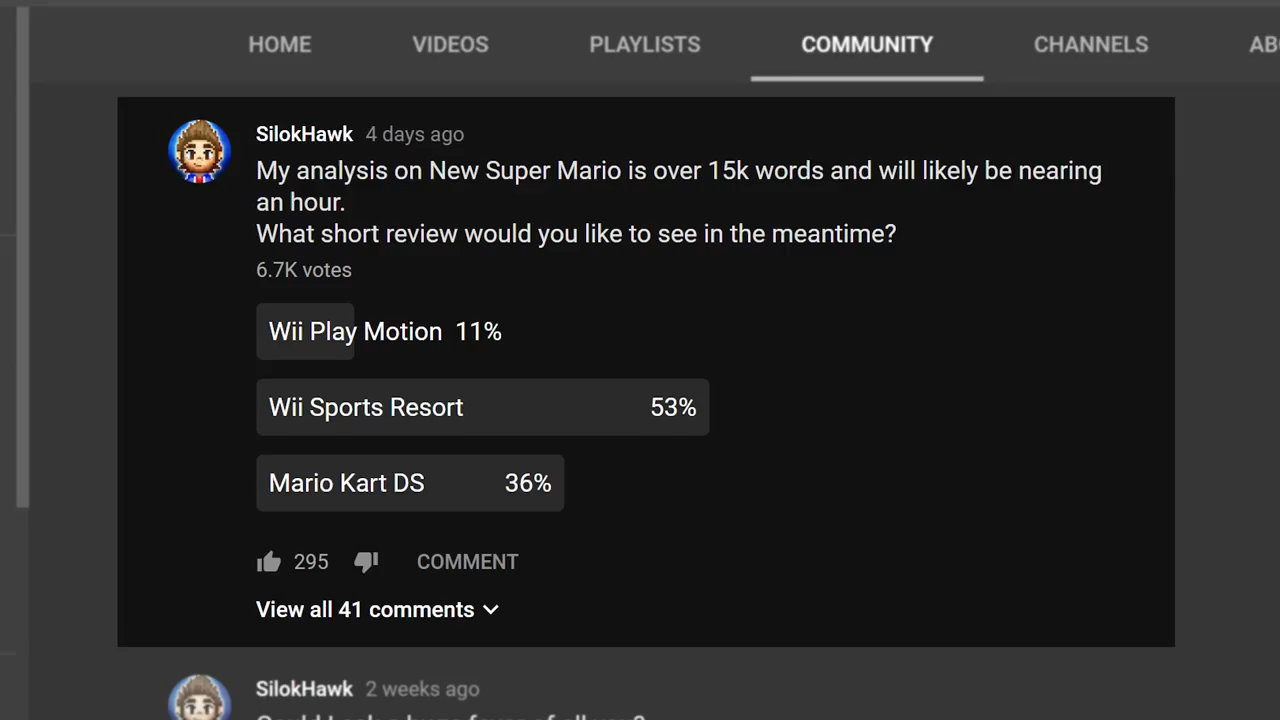 HOME VIDEOS PLAYLISTS COMMUNITY CHANNELS
SilokHawk 4 days ago
My analysis on New Super Mario is over 15k words and will likely be nearing
an hour.
What short review would you like to see in the meantime?
6.7K votes
Wii Play Motion 11%
Wii Sports Resort 53%
Mario Kart DS 36%
295 COMMENT
View all 41 comments
SilokHawk 2 weeks ago